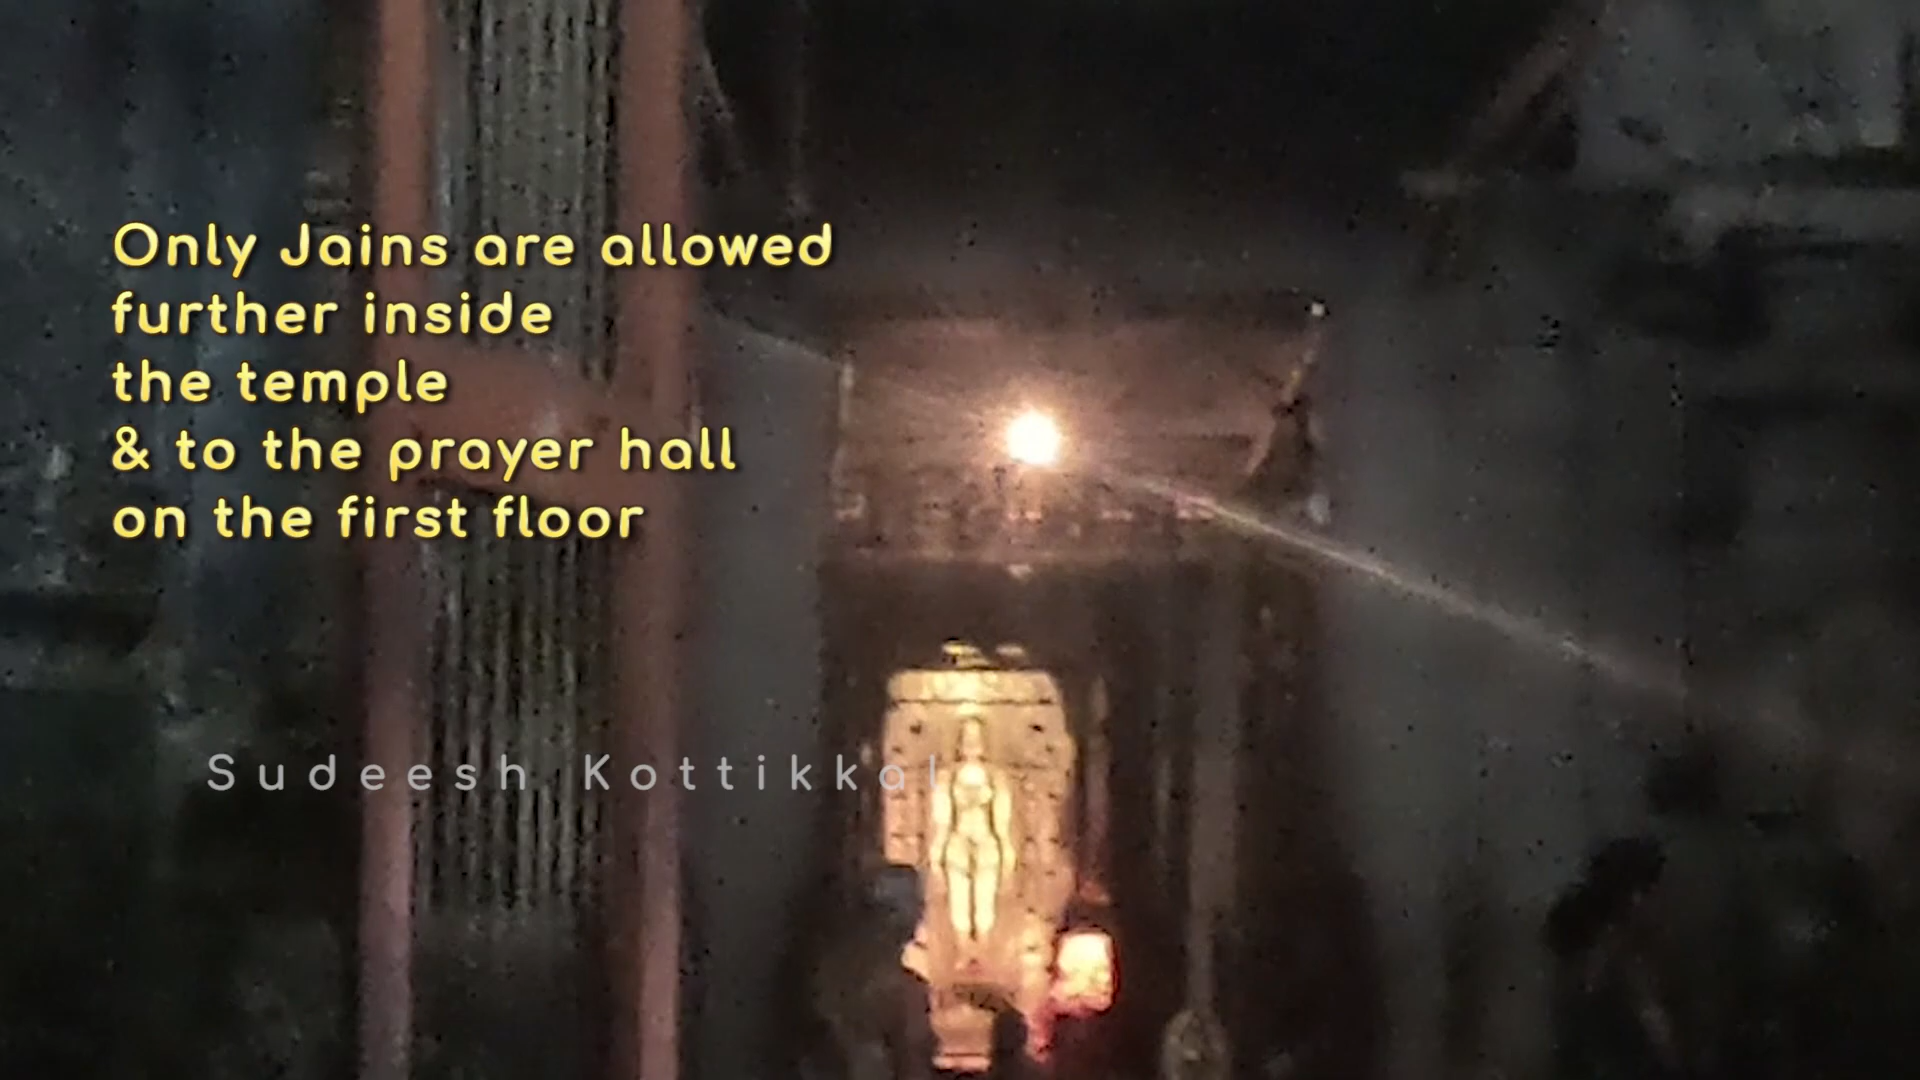 Only Jains are allowed
further inside
the temple
& to the prayer hall
on the first floor
Sudeesh Kottikkal